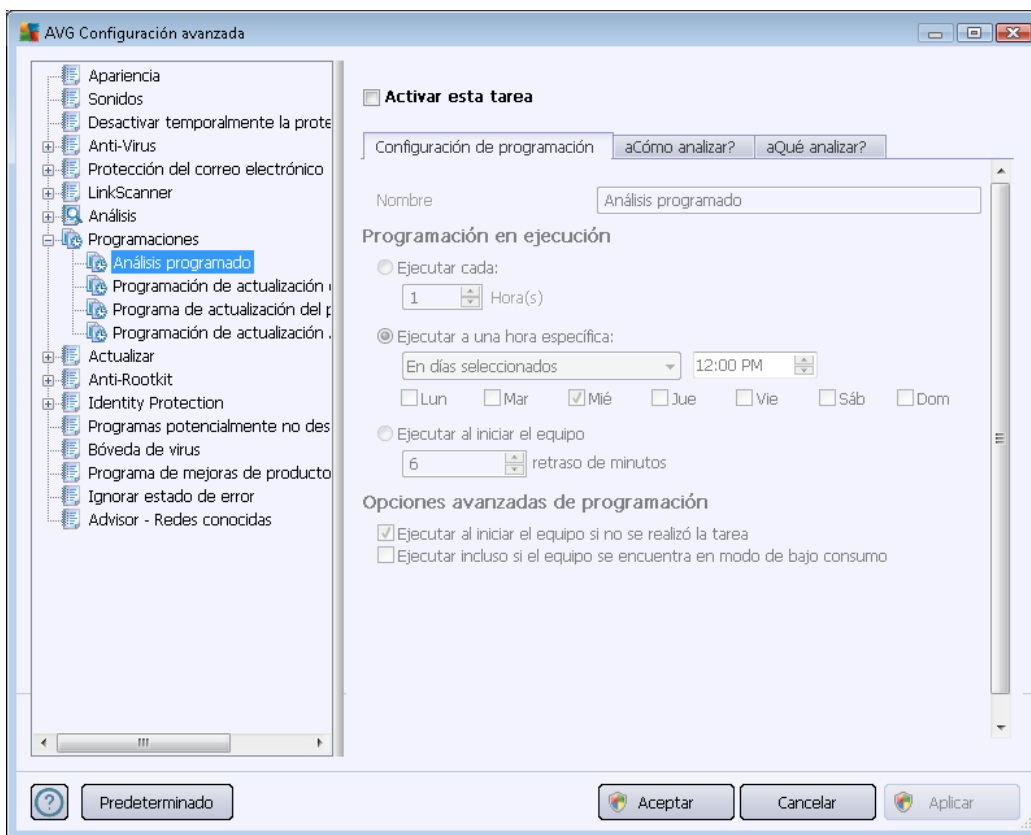 AVG Configuración avanzada
Apariencia
Sonidos
Desactivar temporalmente la prote
Anti-Virus
Protección del correo electrónico
LinkScanner
Análisis
Programaciones
Análisis programado
Programación de actualización
Programa de actualización del p
Programación de actualización .
Actualizar
Anti-Rootkit
Identity Protection
Programas potencialmente no des
Bóveda de virus
Programa de mejoras de producto
Ignorar estado de error
Advisor - Redes conocidas
Activar esta tarea
Configuración de programación
aCómo analizar?
aQué analizar?
Nombre
Análisis programado
Programación en ejecución
Ejecutar cada:
1 Hora(s)
Ejecutar a una hora específica:
En días seleccionados 12:00 PM
Lun Mar Mié Jue Vie Sáb Dom
Ejecutar al iniciar el equipo
6 retraso de minutos
Opciones avanzadas de programación
Ejecutar al iniciar el equipo si no se realizó la tarea
Ejecutar incluso si el equipo se encuentra en modo de bajo consumo
? Predeterminado Aceptar Cancelar Aplicar